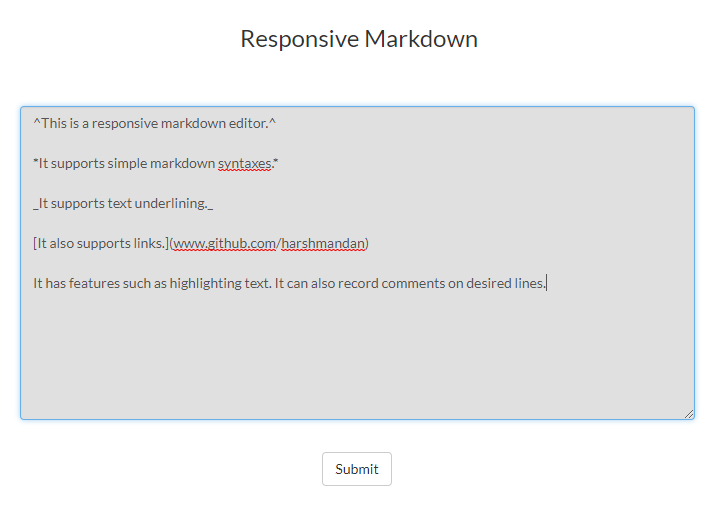 Responsive Markdown
^This is a responsive markdown editor.^
*It supports simple markdown syntaxes.*
_It supports text underlining._
[It also supports links.](www.github.com/harshmandan)
It has features such as highlighting text. It can also record comments on desired lines.
Submit